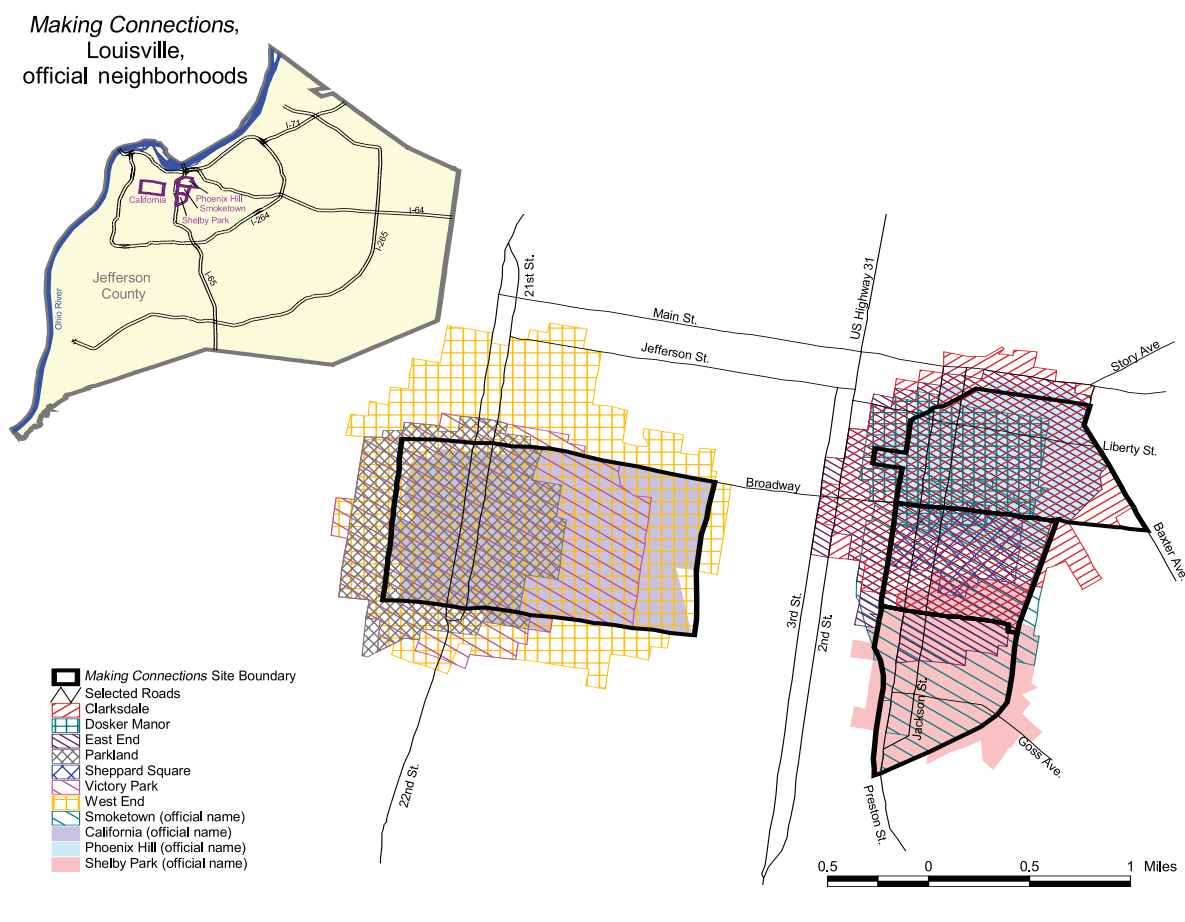 Making Connections,
Louisville,
official neighborhoods
I-71
Phoenix Hill
California
Smoketown
Shelby Park
I-64
I-264
I-265
I-65
Jefferson
County
Ohio River
21st St.
US Highway 31
Main St.
Jefferson St.
Story Ave
Liberty St.
Broadway
Baxter Ave.
3rd St.
2nd St.
Jackson St.
Goss Ave.
22nd St.
Preston St.
Making Connections Site Boundary
Selected Roads
Clarksdale
Dosker Manor
East End
Parkland
Sheppard Square
Victory Park
West End
Smoketown (official name)
California (official name)
Phoenix Hill (official name)
Shelby Park (official name)
0.5 0 0.5 1 Miles